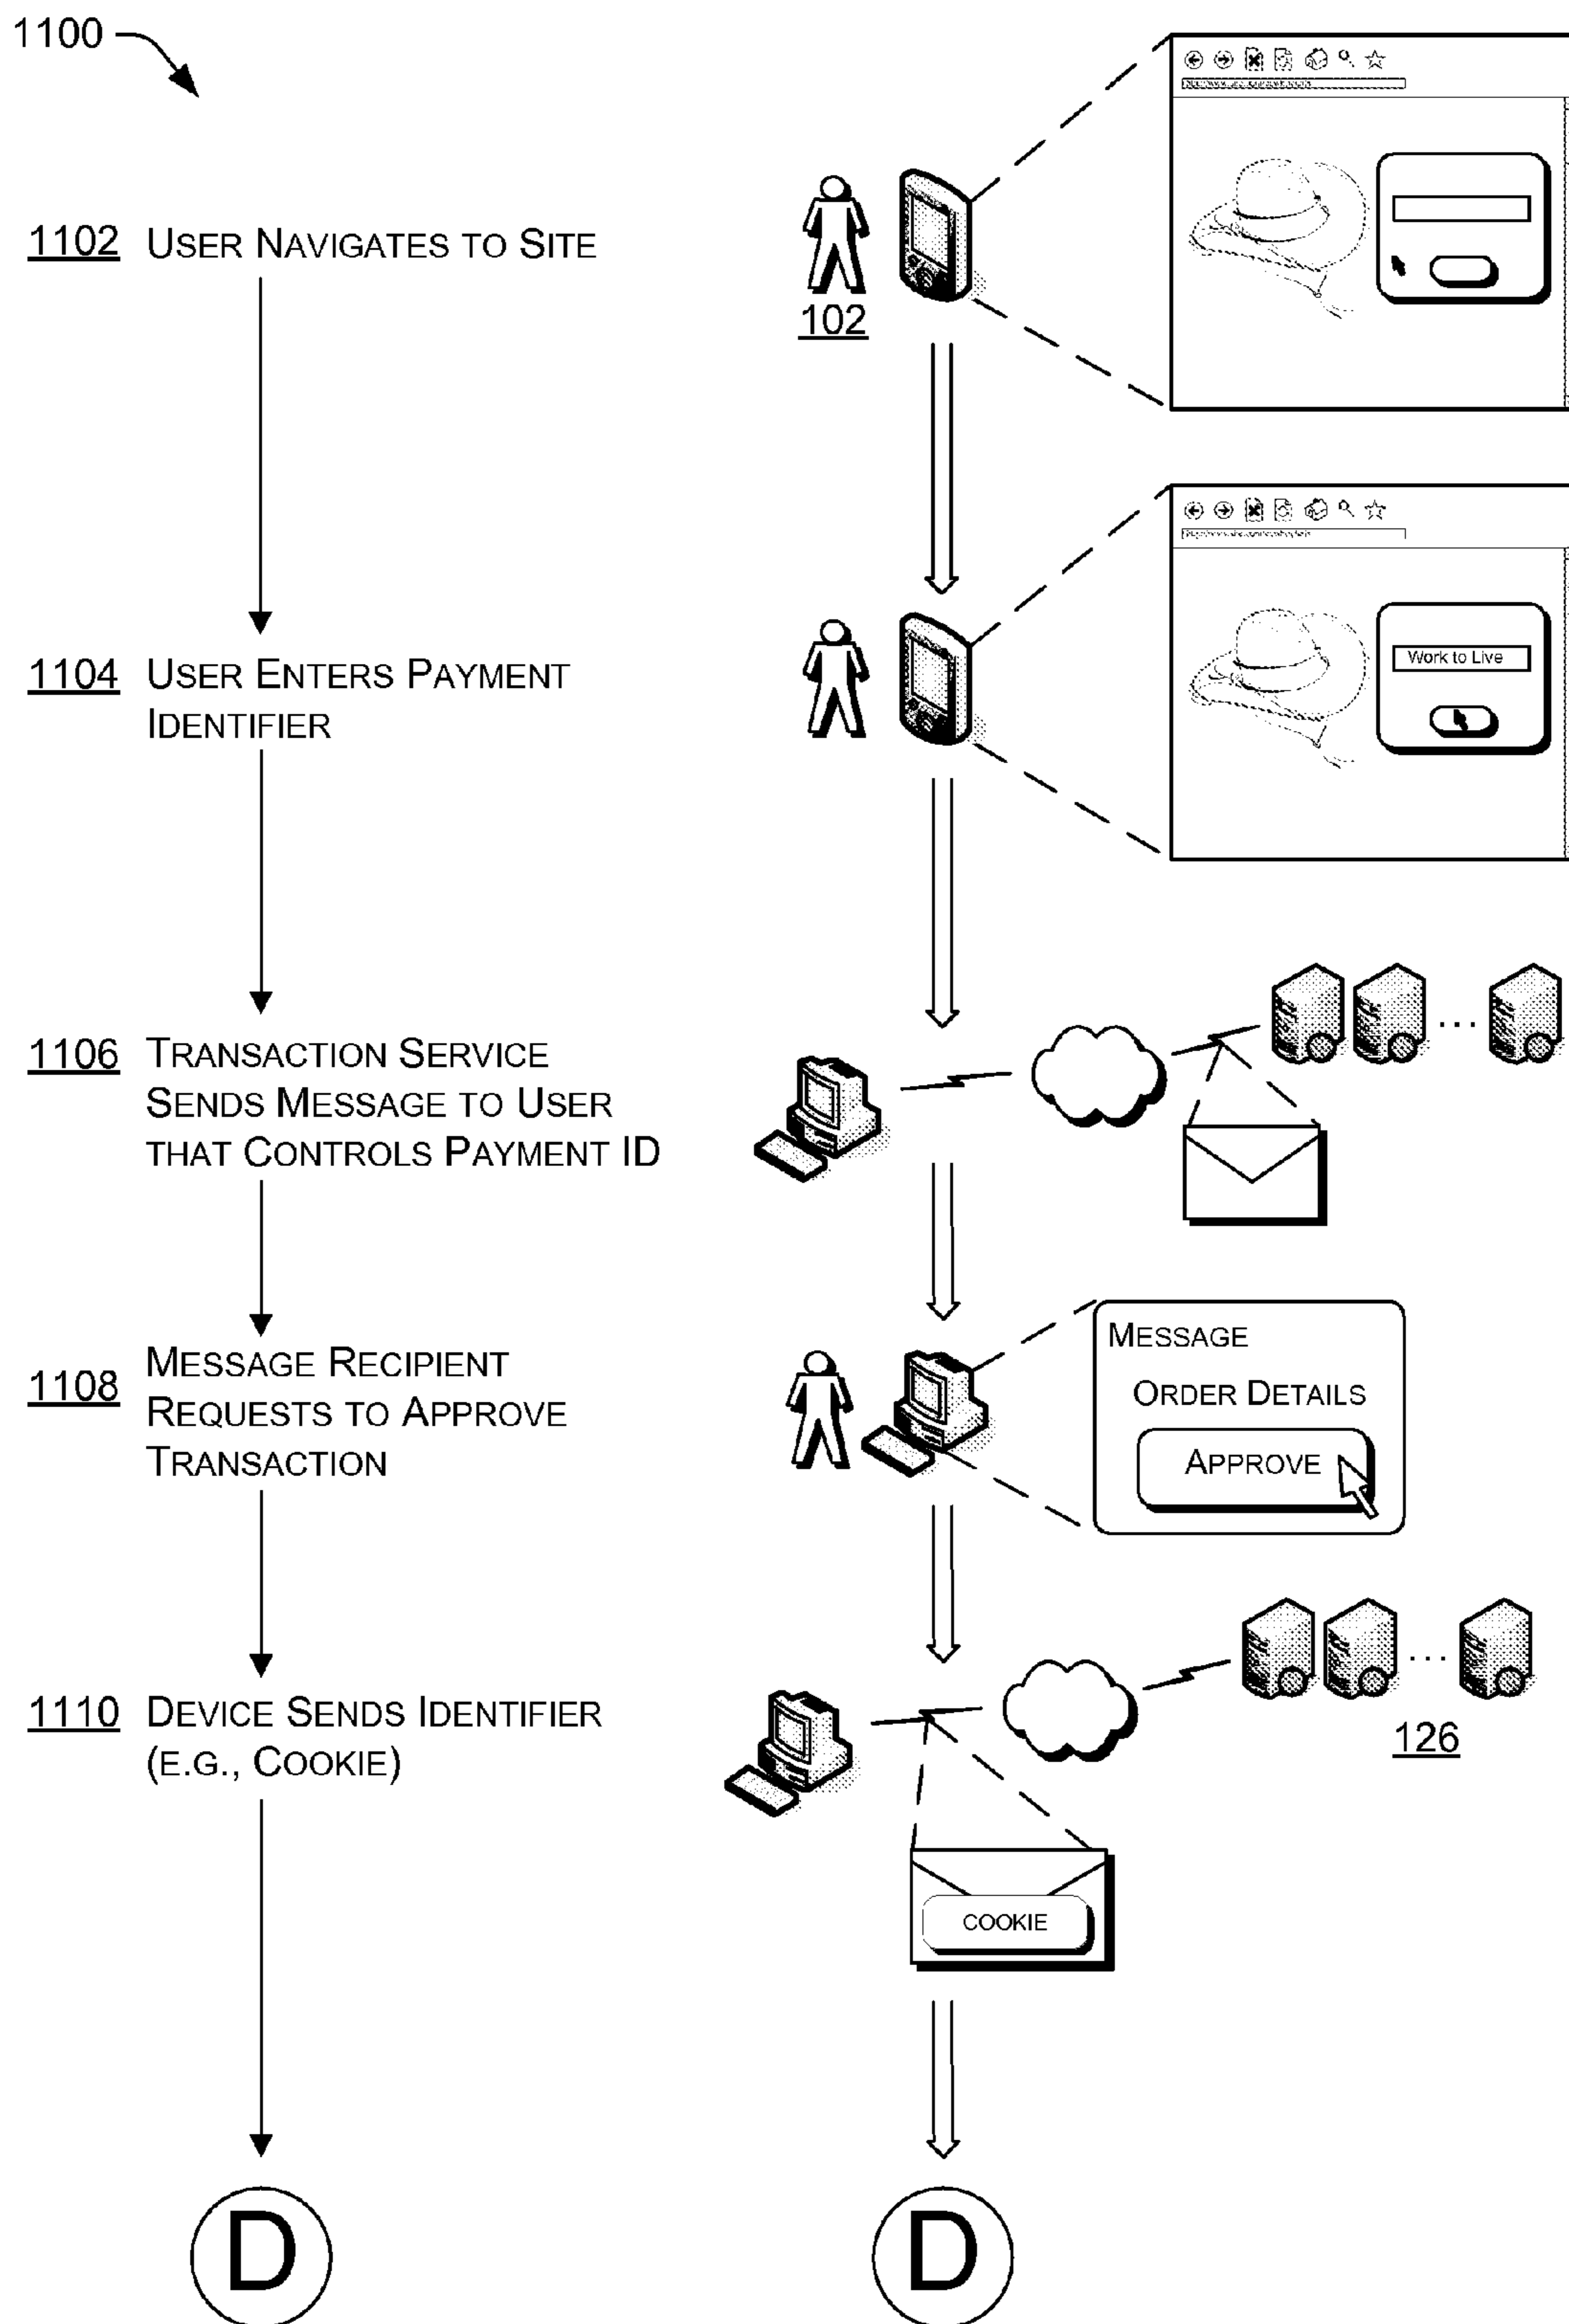 1100
1102 USER NAVIGATES TO SITE
102
1104 USER ENTERS PAYMENT
IDENTIFIER
Work to Live
1106 TRANSACTION SERVICE
SENDS MESSAGE TO USER
THAT CONTROLS PAYMENT ID
...
1108 MESSAGE RECIPIENT
REQUESTS TO APPROVE
TRANSACTION
MESSAGE
ORDER DETAILS
APPROVE
1110 DEVICE SENDS IDENTIFIER
(E.G., COOKIE)
...
126
COOKIE
D
D